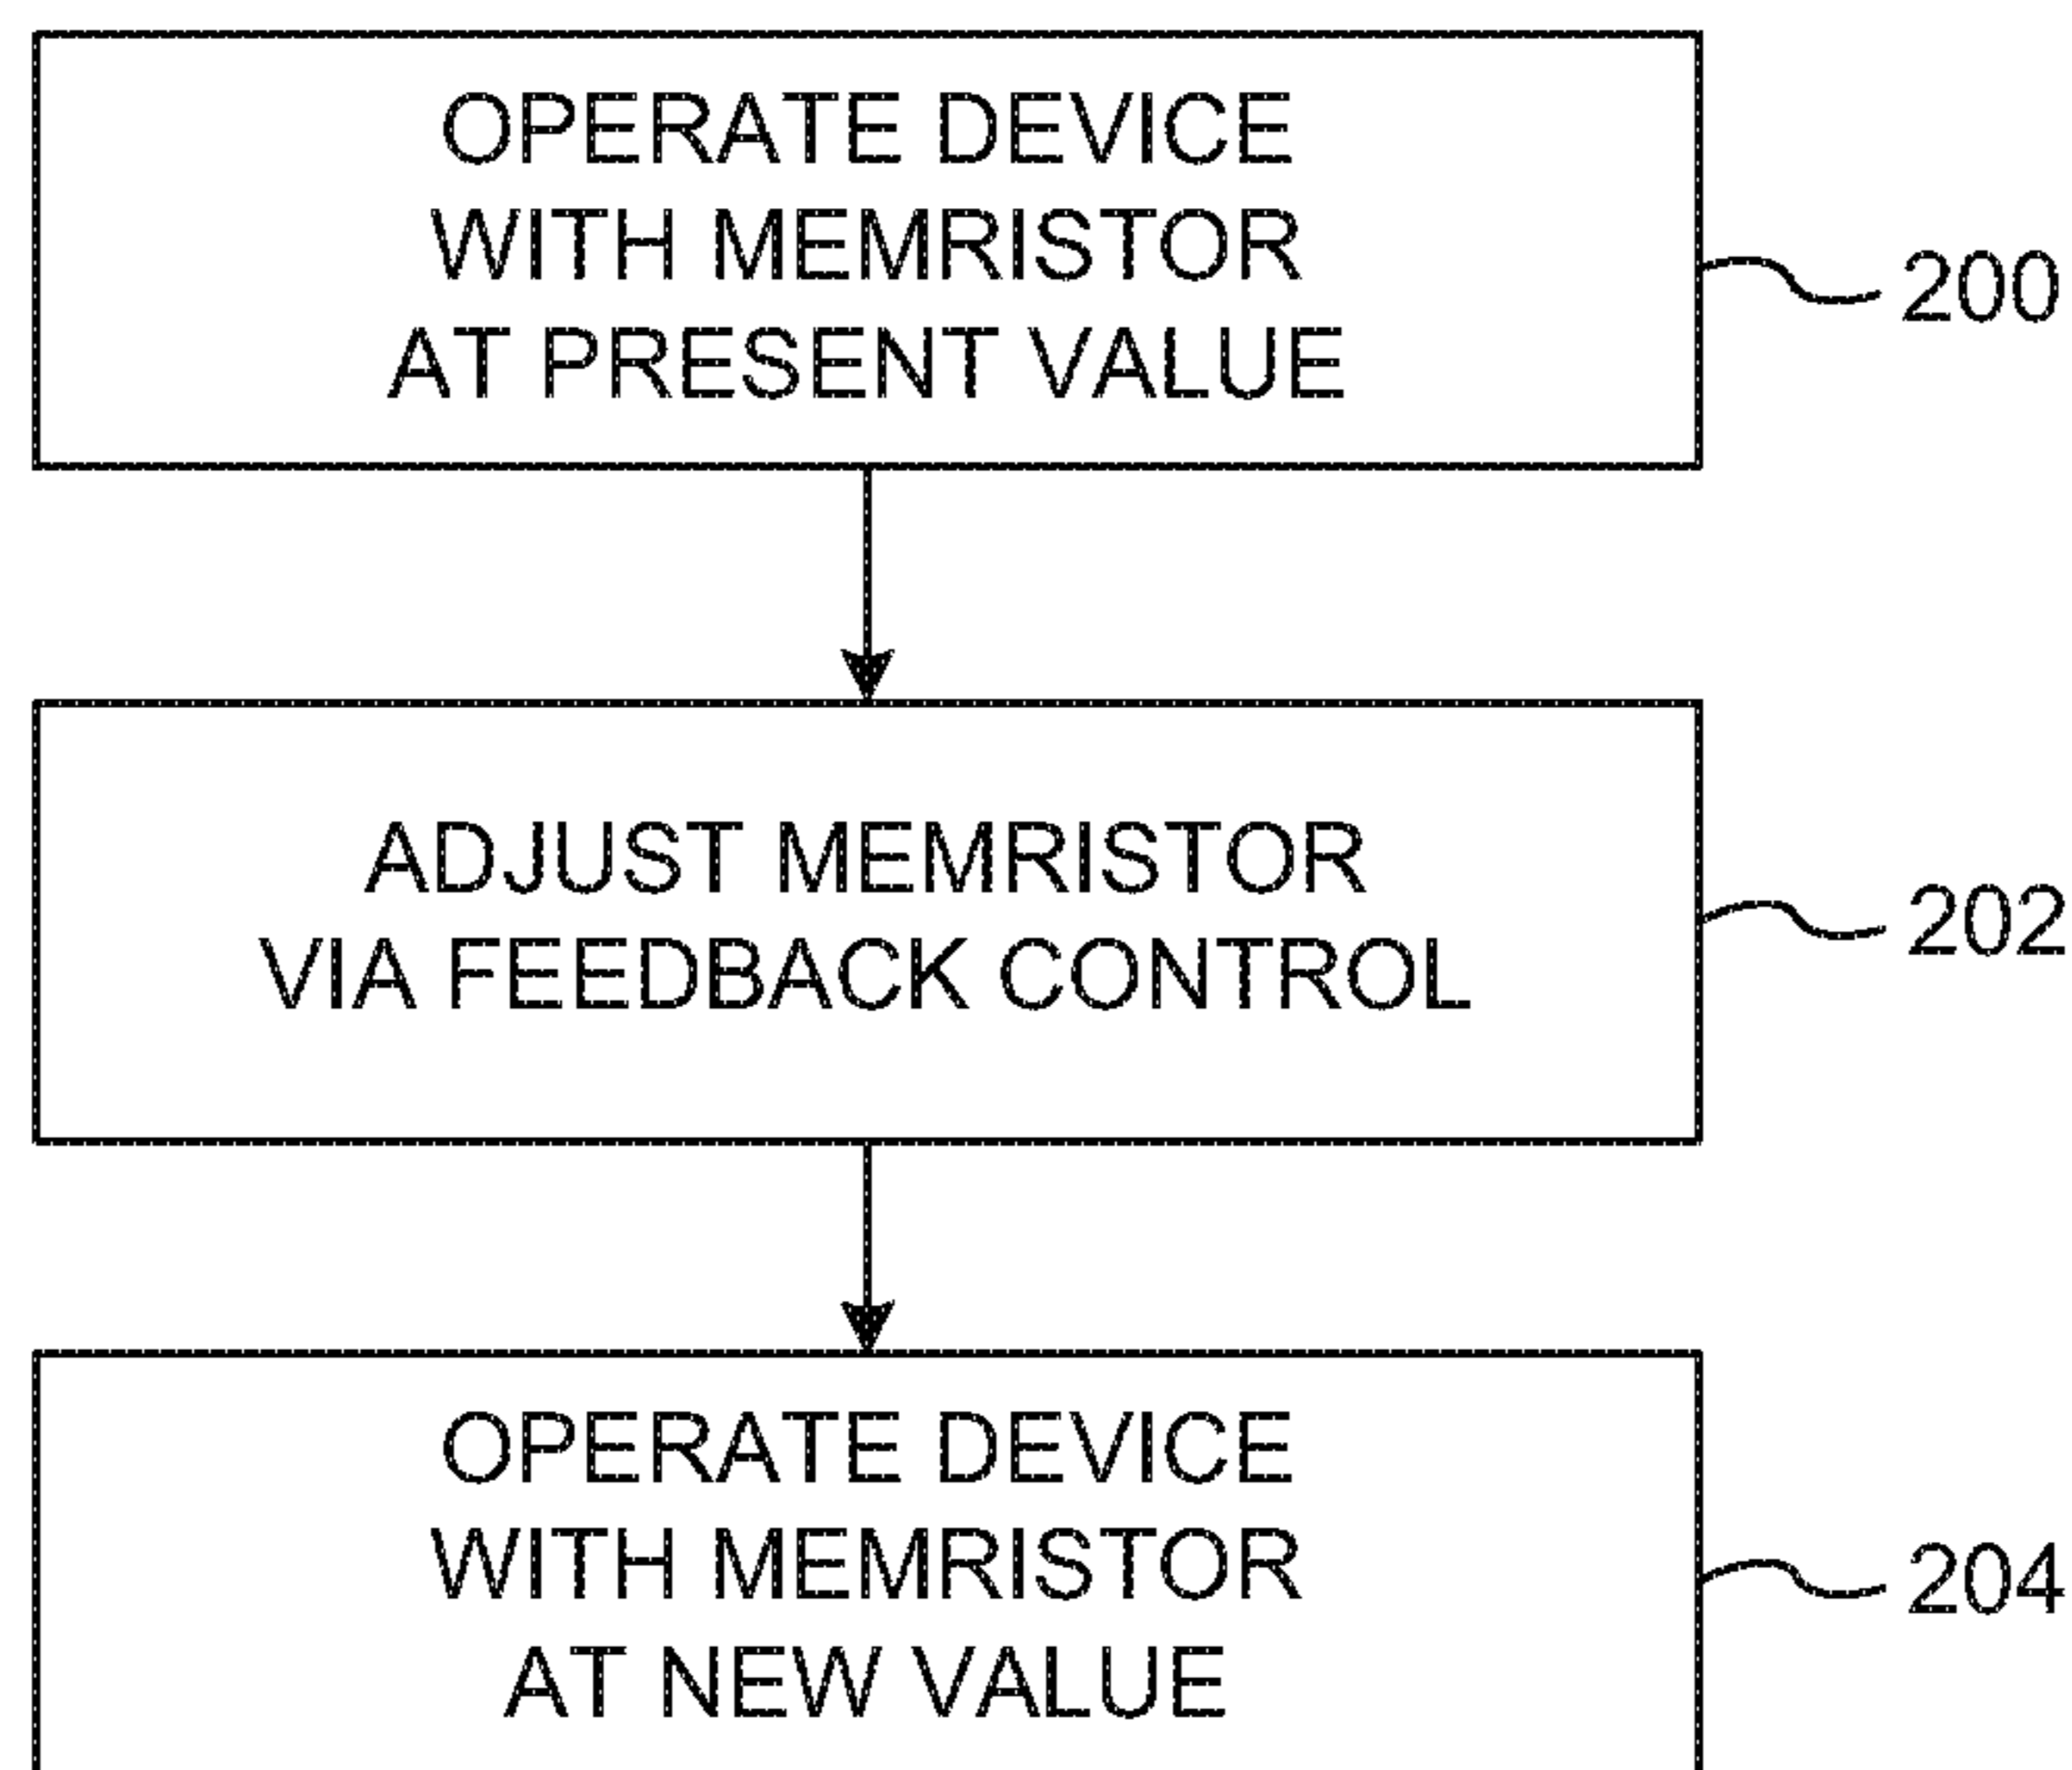 OPERATE DEVICE
WITH MEMRISTOR
AT PRESENT VALUE
200
ADJUST MEMRISTOR
VIA FEEDBACK CONTROL
202
OPERATE DEVICE
WITH MEMRISTOR
AT NEW VALUE
204